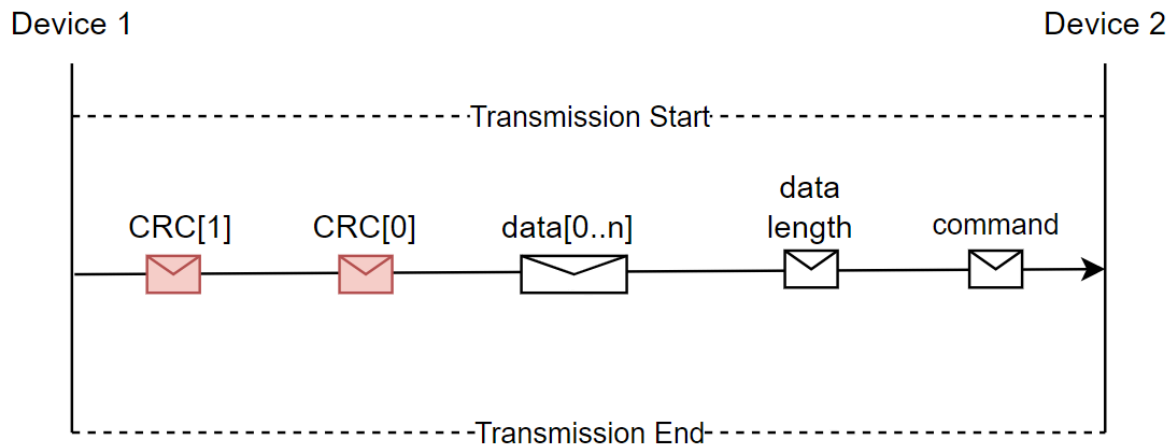 Device 1
Device 2
Transmission Start
CRC[1]
CRC[0]
data[0..n]
data
length
command
Transmission End